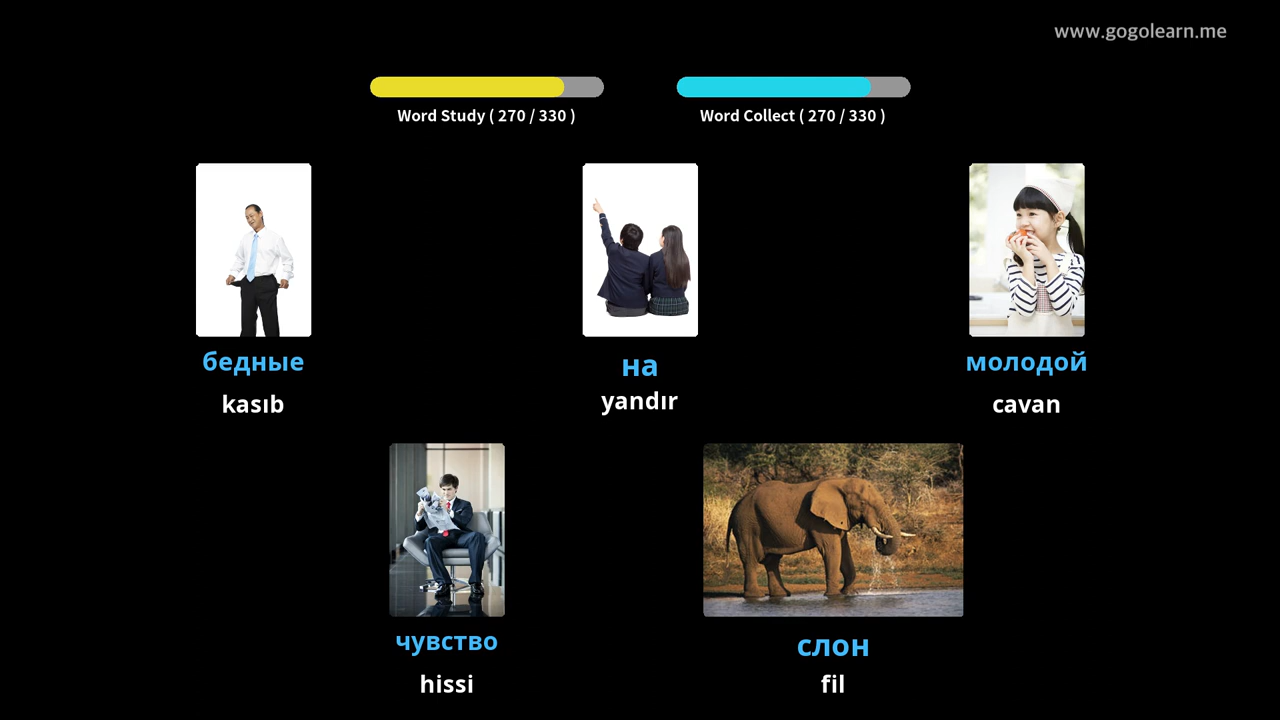 www.gogolearn.me
Word Study ( 270 / 330 )
Word Collect ( 270 / 330 )
бедные
kasıb
на
yandır
молодой
cavan
чувство
hissi
слон
fil